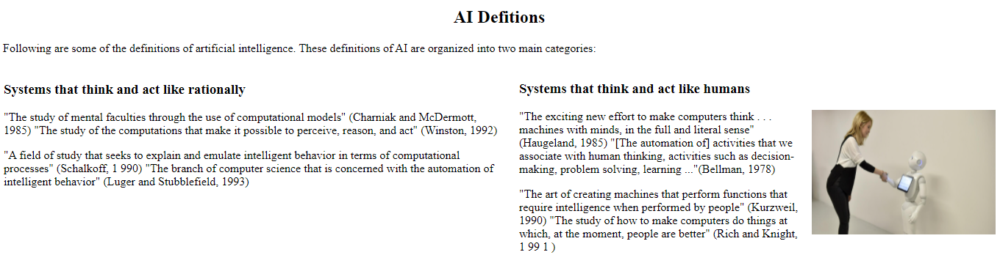 AI Defitions
Following are some of the definitions of artificial intelligence. These definitions of AI are organized into two main categories:
Systems that think and act like rationally
"The study of mental faculties through the use of computational models" (Charniak and McDermott,
1985) "The study of the computations that make it possible to perceive, reason, and act" (Winston, 1992)
"A field of study that seeks to explain and emulate intelligent behavior in terms of computational
processes" (Schalkoff, 1 990) "The branch of computer science that is concerned with the automation of
intelligent behavior" (Luger and Stubblefield, 1993)
Systems that think and act like humans
"The exciting new effort to make computers think . . .
machines with minds, in the full and literal sense"
(Haugeland, 1985) "[The automation of] activities that we
associate with human thinking, activities such as decision-
making, problem solving, learning ..."(Bellman, 1978)
"The art of creating machines that perform functions that
require intelligence when performed by people" (Kurzweil,
1990) "The study of how to make computers do things at
which, at the moment, people are better" (Rich and Knight,
1 99 1 )